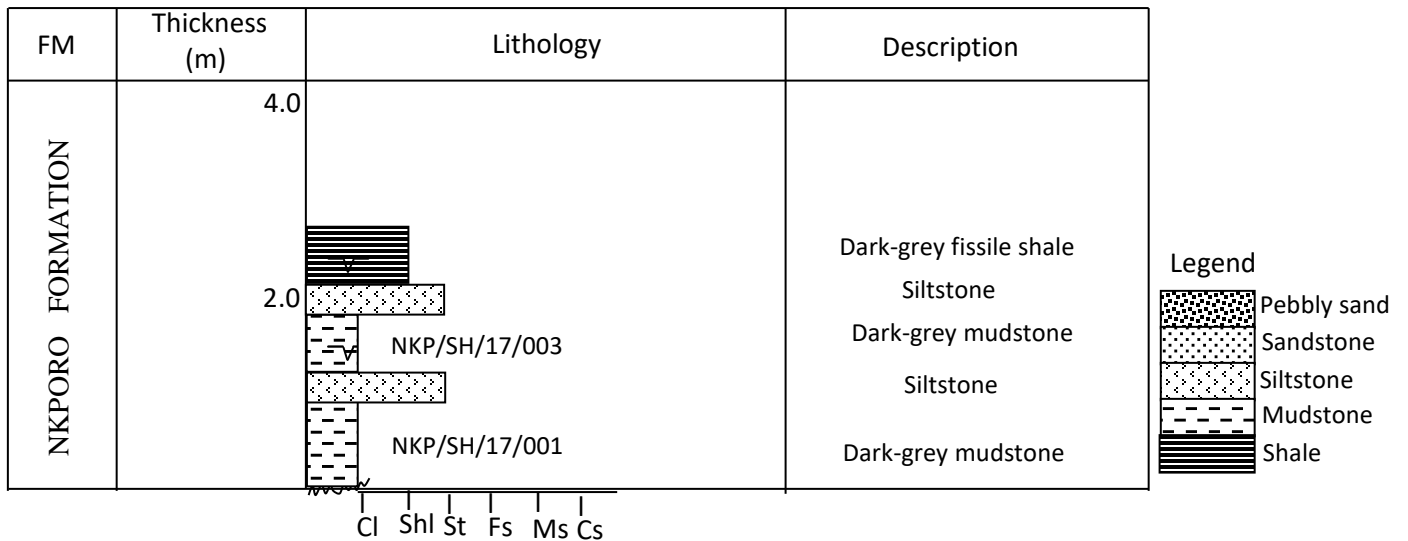 FM
Thickness
(m)
Lithology
Description
NKPORO FORMATION
4.0
2.0
NKP/SH/17/003
NKP/SH/17/001
Dark-grey fissile shale
Siltstone
Dark-grey mudstone
Siltstone
Dark-grey mudstone
Legend
Pebbly sand
Sandstone
Siltstone
Mudstone
Shale
Cl Shl St Fs Ms Cs